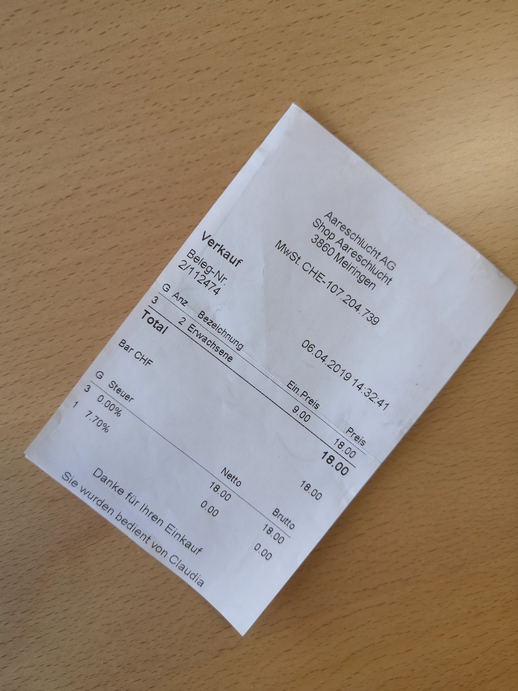 Aareschlucht AG
Shop Aareschlucht
3860 Meiringen
MwSt. CHE-107.204.739
Verkauf
Beleg-Nr. 06.04.2019 14:32:41
2/112474
G Anz. Bezeichnung Ein.Preis Preis
3 2 Erwachsene 9.00 18.00
Total 18.00
Bar CHF 18.00
G Steuer Netto Brutto
3 0.00% 18.00 18.00
1 7.70% 0.00 0.00
Danke für Ihren Einkauf
Sie wurden bedient von Claudia